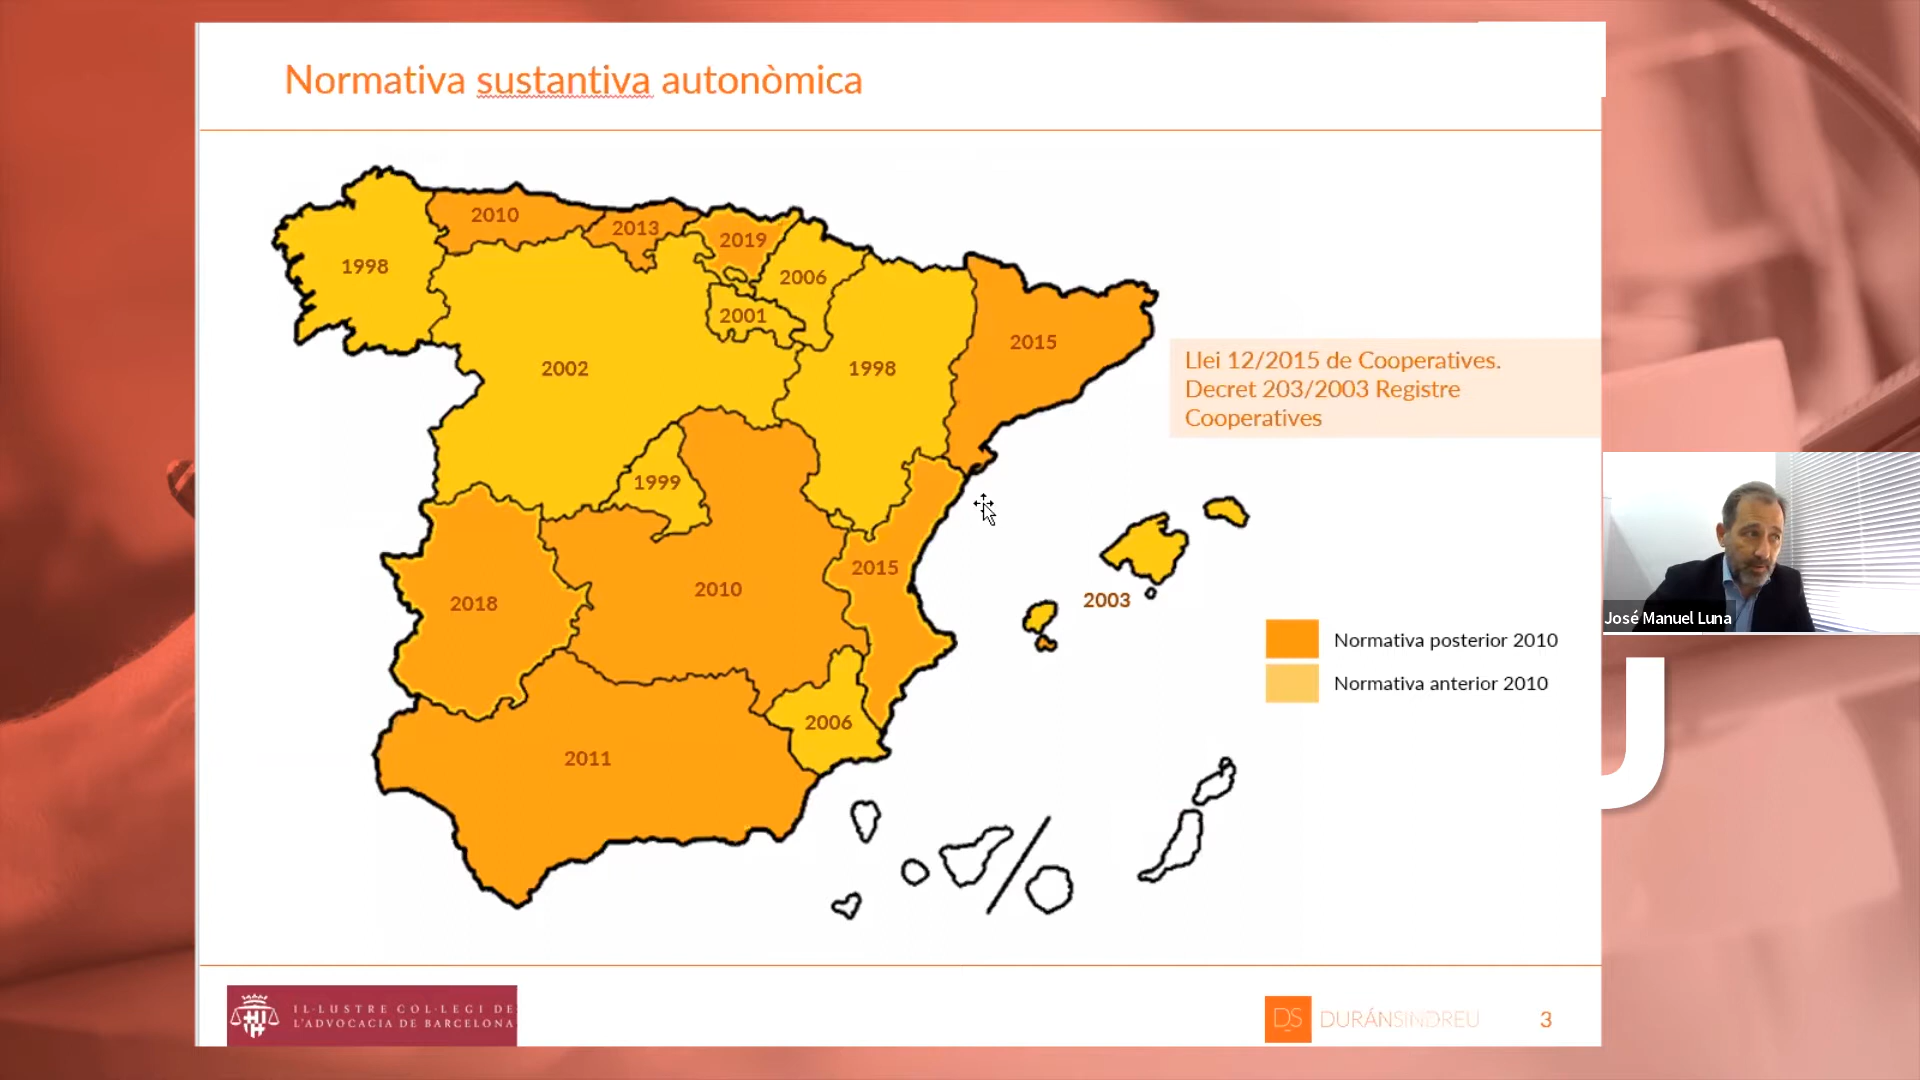 Normativa sustantiva autonòmica
2010
2013
2019
1998
2006
2001
2015
2002
1998
Llei 12/2015 de Cooperatives.
Decret 203/2003 Registre
Cooperatives
1999
2015
2010
2018
2003
José Manuel Luna
Normativa posterior 2010
Normativa anterior 2010
2006
2011
IL·LUSTRE COL·LEGI DE
L'ADVOCACIA DE BARCELONA
DS
DURÁNSINDREU
3